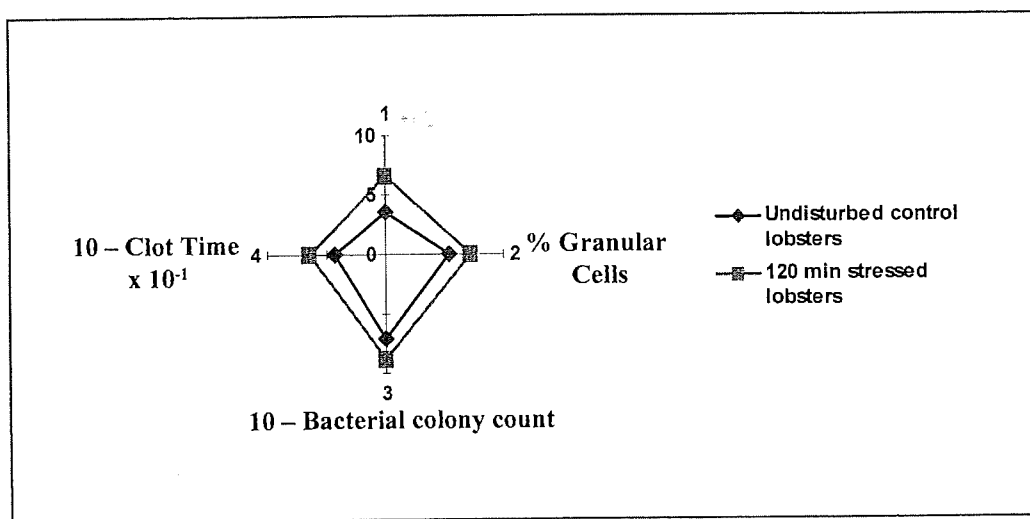 1
10
5
0
10 – Clot Time
x 10⁻¹
4
2
% Granular
Cells
3
10 – Bacterial colony count
Undisturbed control
lobsters
120 min stressed
lobsters